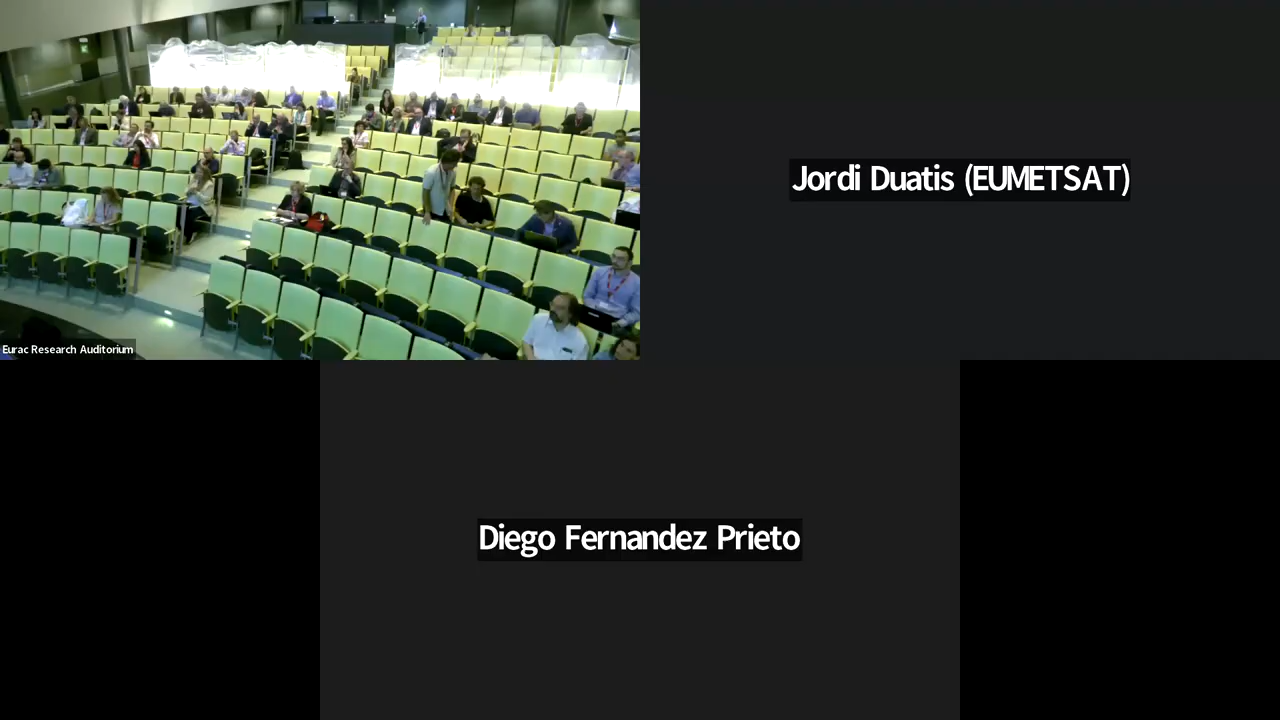 Eurac Research Auditorium
Jordi Duatis (EUMETSAT)
Diego Fernandez Prieto